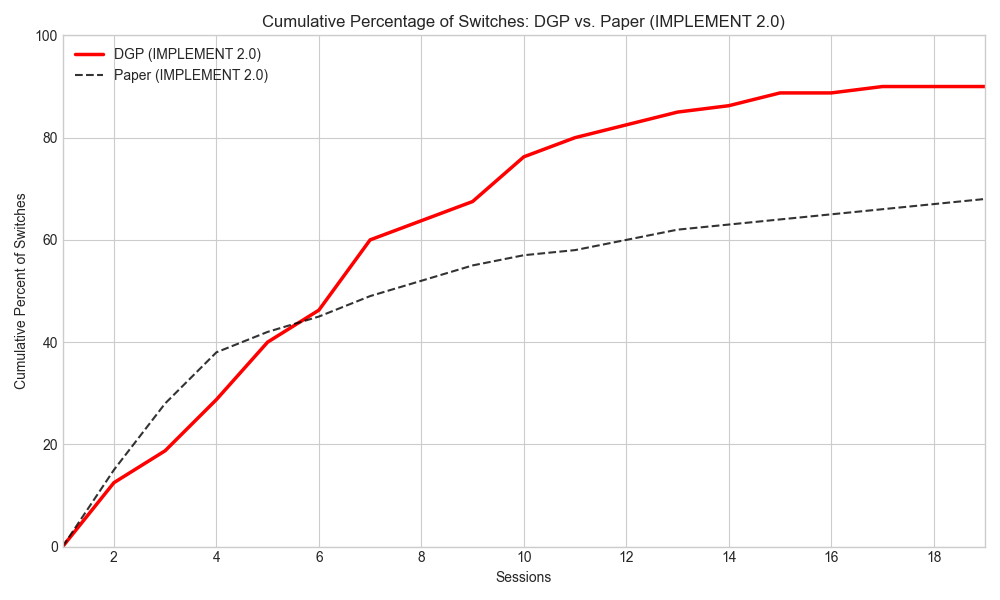 Cumulative Percentage of Switches: DGP vs. Paper (IMPLEMENT 2.0)
DGP (IMPLEMENT 2.0)
Paper (IMPLEMENT 2.0)
Cumulative Percent of Switches
100
80
60
40
20
0
2 4 6 8 10 12 14 16 18
Sessions